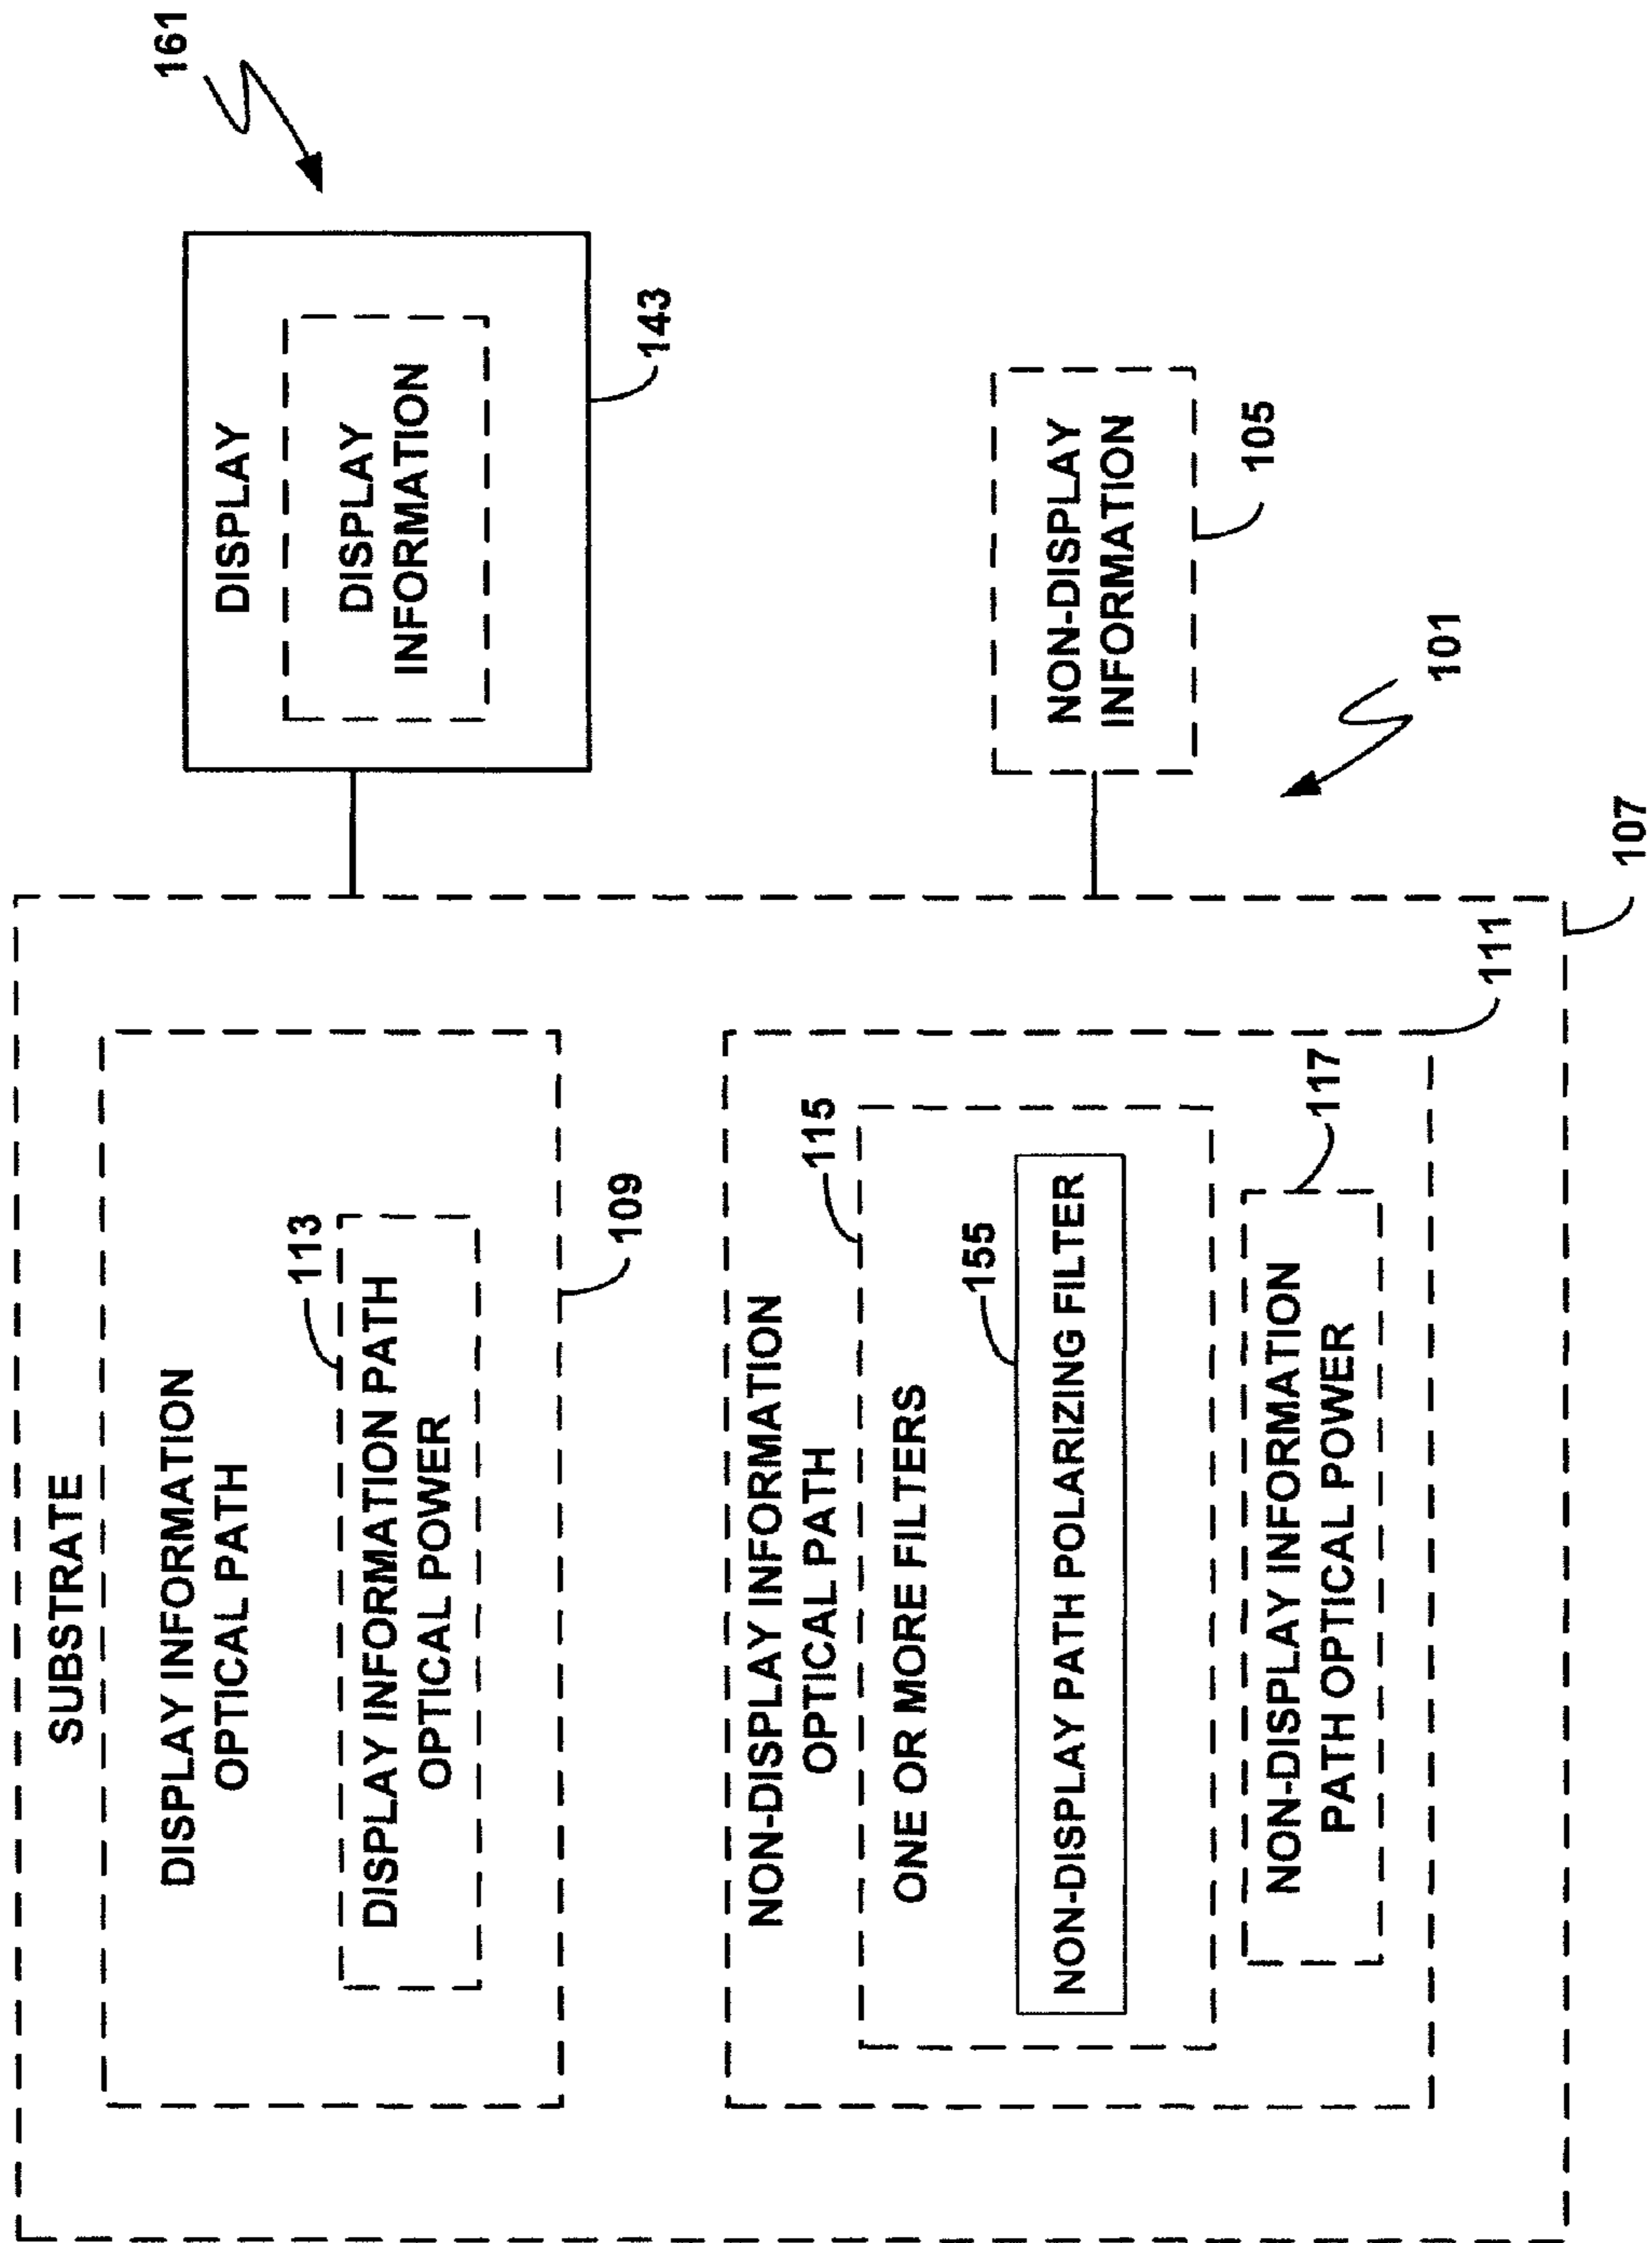 SUBSTRATE
DISPLAY INFORMATION
OPTICAL PATH
113
DISPLAY INFORMATION PATH
OPTICAL POWER
109
NON-DISPLAY INFORMATION
OPTICAL PATH
115
ONE OR MORE FILTERS
155
NON-DISPLAY PATH POLARIZING FILTER
117
NON-DISPLAY INFORMATION
PATH OPTICAL POWER
111
107
161
DISPLAY
DISPLAY
INFORMATION
143
NON-DISPLAY
INFORMATION
105
101